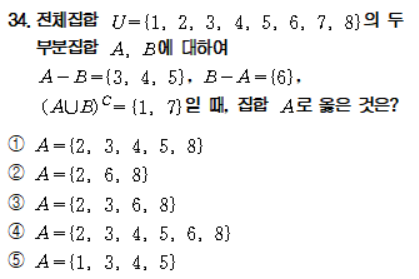 34. 전체집합 U={1, 2, 3, 4, 5, 6, 7, 8}의 두
부분집합 A, B에 대하여
A-B={3, 4, 5}, B-A={6},
(A∪B)^C={1, 7}일 때, 집합 A로 옳은 것은?
① A={2, 3, 4, 5, 8}
② A={2, 6, 8}
③ A={2, 3, 6, 8}
④ A={2, 3, 4, 5, 6, 8}
⑤ A={1, 3, 4, 5}